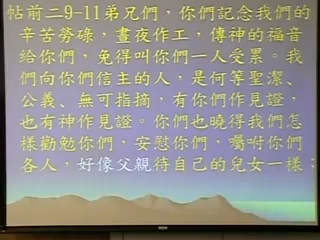 帖前二9-11弟兄們，你們記念我們的
辛苦勞碌，晝夜作工，傳神的福音
給你們，免得叫你們一人受累。我
們向你們信主的人，是何等聖潔、
公義、無可指摘，有你們作見證，
也有神作見證。你們也曉得我們怎
樣勸勉你們，安慰你們，囑咐你們
各人，好像父親待自己的兒女一樣；